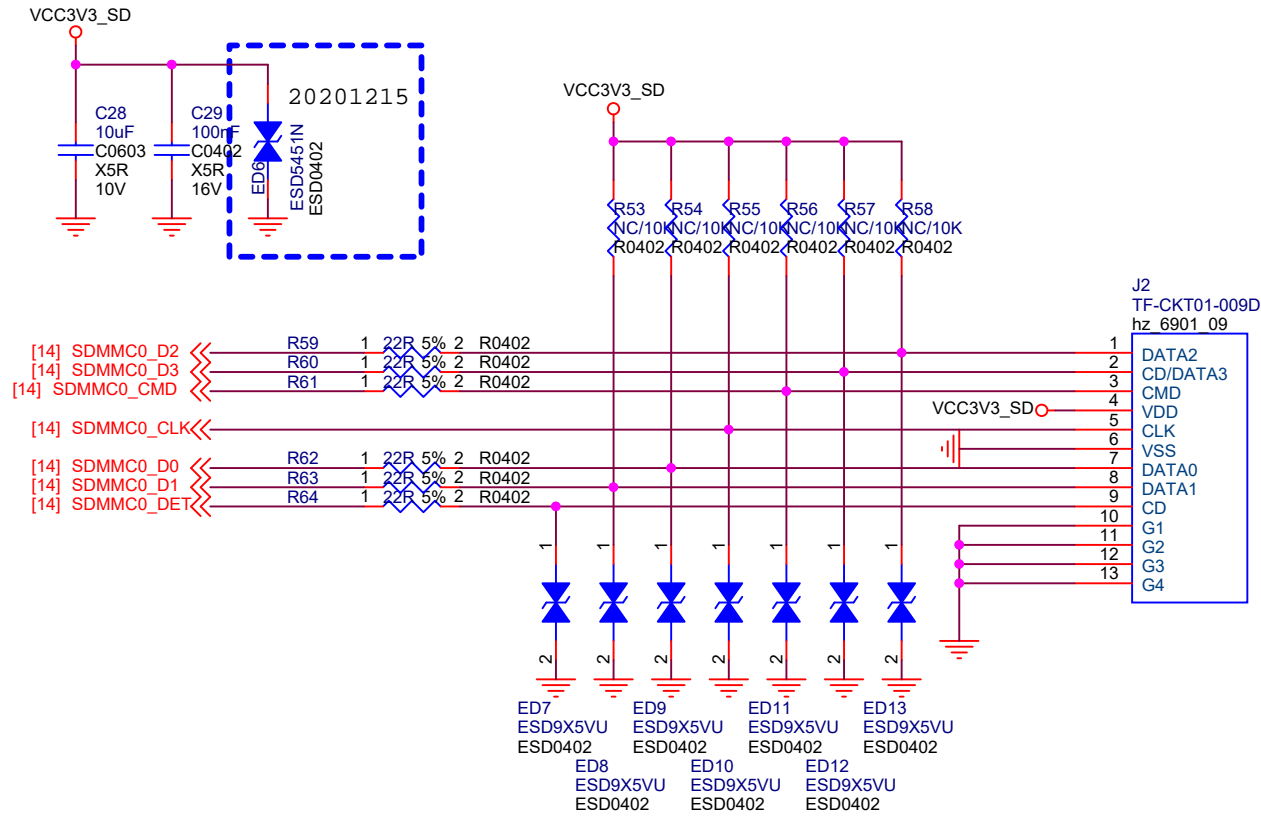 VCC3V3_SD
20201215
C28
10uF
C0603
X5R
10V
C29
100nF
C0402
X5R
16V
ED6
ESD5451N
ESD0402
VCC3V3_SD
R53
NC/10K
R0402
R54
NC/10K
R0402
R55
NC/10K
R0402
R56
NC/10K
R0402
R57
NC/10K
R0402
R58
NC/10K
R0402
J2
TF-CKT01-009D
hz_6901_09
[14] SDMMC0_D2 R59 1 22R 5% 2 R0402 1 DATA2
[14] SDMMC0_D3 R60 1 22R 5% 2 R0402 2 CD/DATA3
[14] SDMMC0_CMD R61 1 22R 5% 2 R0402 3 CMD
VCC3V3_SD 4 VDD
[14] SDMMC0_CLK 5 CLK
6 VSS
[14] SDMMC0_D0 R62 1 22R 5% 2 R0402 7 DATA0
[14] SDMMC0_D1 R63 1 22R 5% 2 R0402 8 DATA1
[14] SDMMC0_DET R64 1 22R 5% 2 R0402 9 CD
10 G1
11 G2
12 G3
13 G4
1 1 1 1 1 1 1
2 2 2 2 2 2 2
ED7
ESD9X5VU
ESD0402
ED9
ESD9X5VU
ESD0402
ED11
ESD9X5VU
ESD0402
ED13
ESD9X5VU
ESD0402
ED8
ESD9X5VU
ESD0402
ED10
ESD9X5VU
ESD0402
ED12
ESD9X5VU
ESD0402